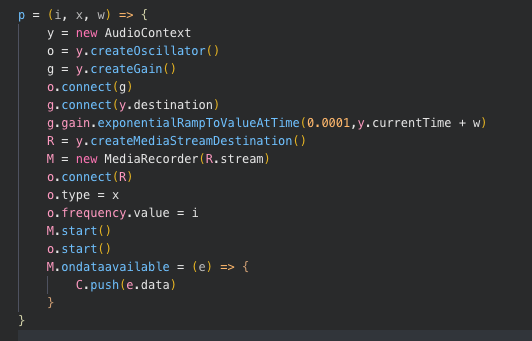 p = (i, x, w) => {
    y = new AudioContext
    o = y.createOscillator()
    g = y.createGain()
    o.connect(g)
    g.connect(y.destination)
    g.gain.exponentialRampToValueAtTime(0.0001,y.currentTime + w)
    R = y.createMediaStreamDestination()
    M = new MediaRecorder(R.stream)
    o.connect(R)
    o.type = x
    o.frequency.value = i
    M.start()
    o.start()
    M.ondataavailable = (e) => {
        C.push(e.data)
    }
}